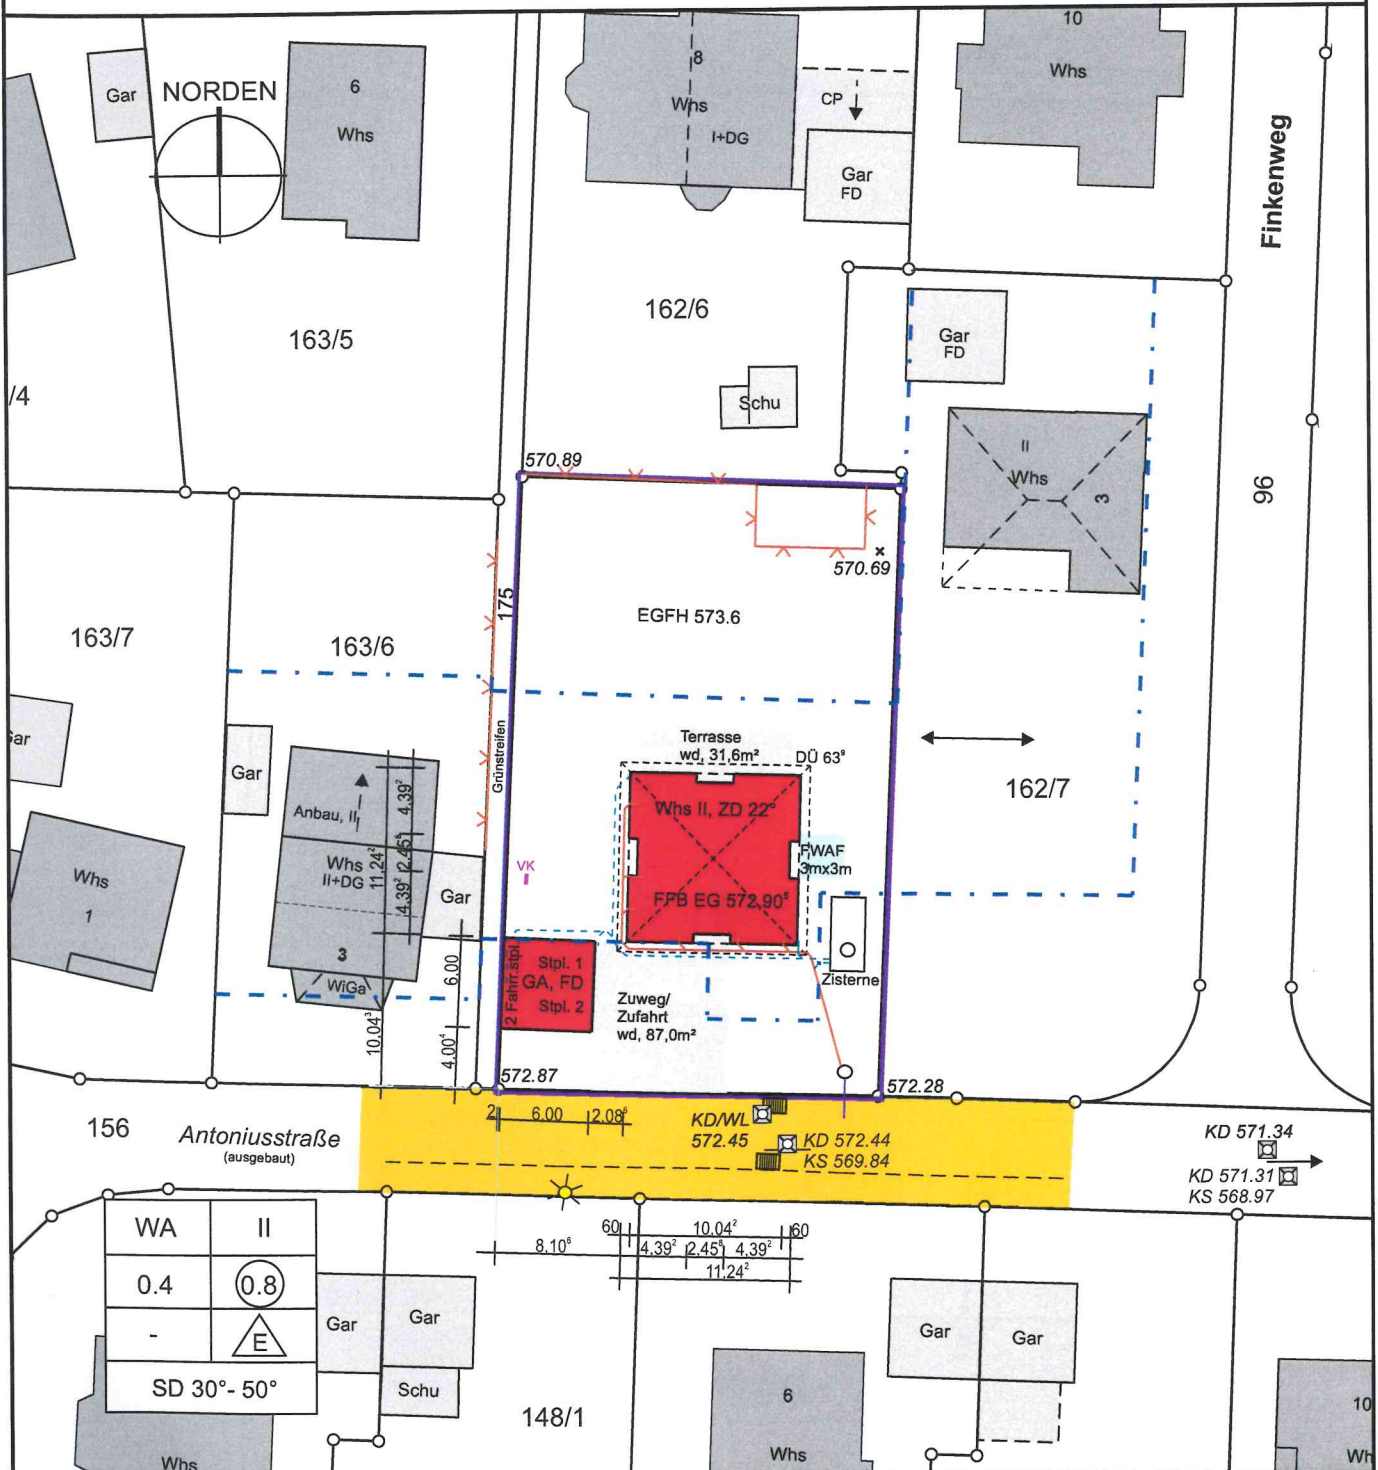 10
8
Whs
Whs
I+DG
CP
Gar
FD
Gar
NORDEN
6
Whs
Finkenweg
162/6
163/5
/4
Gar
FD
Schu
II
Whs
3
96
570.89
570.69
175
EGFH 573.6
163/7
163/6
Grünstreifen
Terrasse
wd, 31,6m²
DÜ 63⁹
162/7
Gar
Anbau, II
4,39²
Whs
II+DG
11,24²
2,45⁸
4,39²
Gar
Whs
1
3
WiGa
VK
Whs II, ZD 22°
FWAF
3mx3m
FPB EG 572,90⁵
Zisterne
2 Fahrr.stpl.
Stpl. 1
GA, FD
Stpl. 2
Zuweg/
Zufahrt
wd, 87,0m²
6.00
10,04³
4.00⁴
572.87
572.28
156
Antoniusstraße
(ausgebaut)
2
6.00
2.08⁶
KD/WL
572.45
KD 572.44
KS 569.84
KD 571.34
KD 571.31
KS 568.97
60
10.04²
60
8.10⁶
4,39²
2.45⁸
4,39²
11,24²
WA
II
0.4
0.8
-
E
SD 30°- 50°
Gar
Gar
Schu
148/1
Whs
6
Whs
Gar
Gar
10
Wh